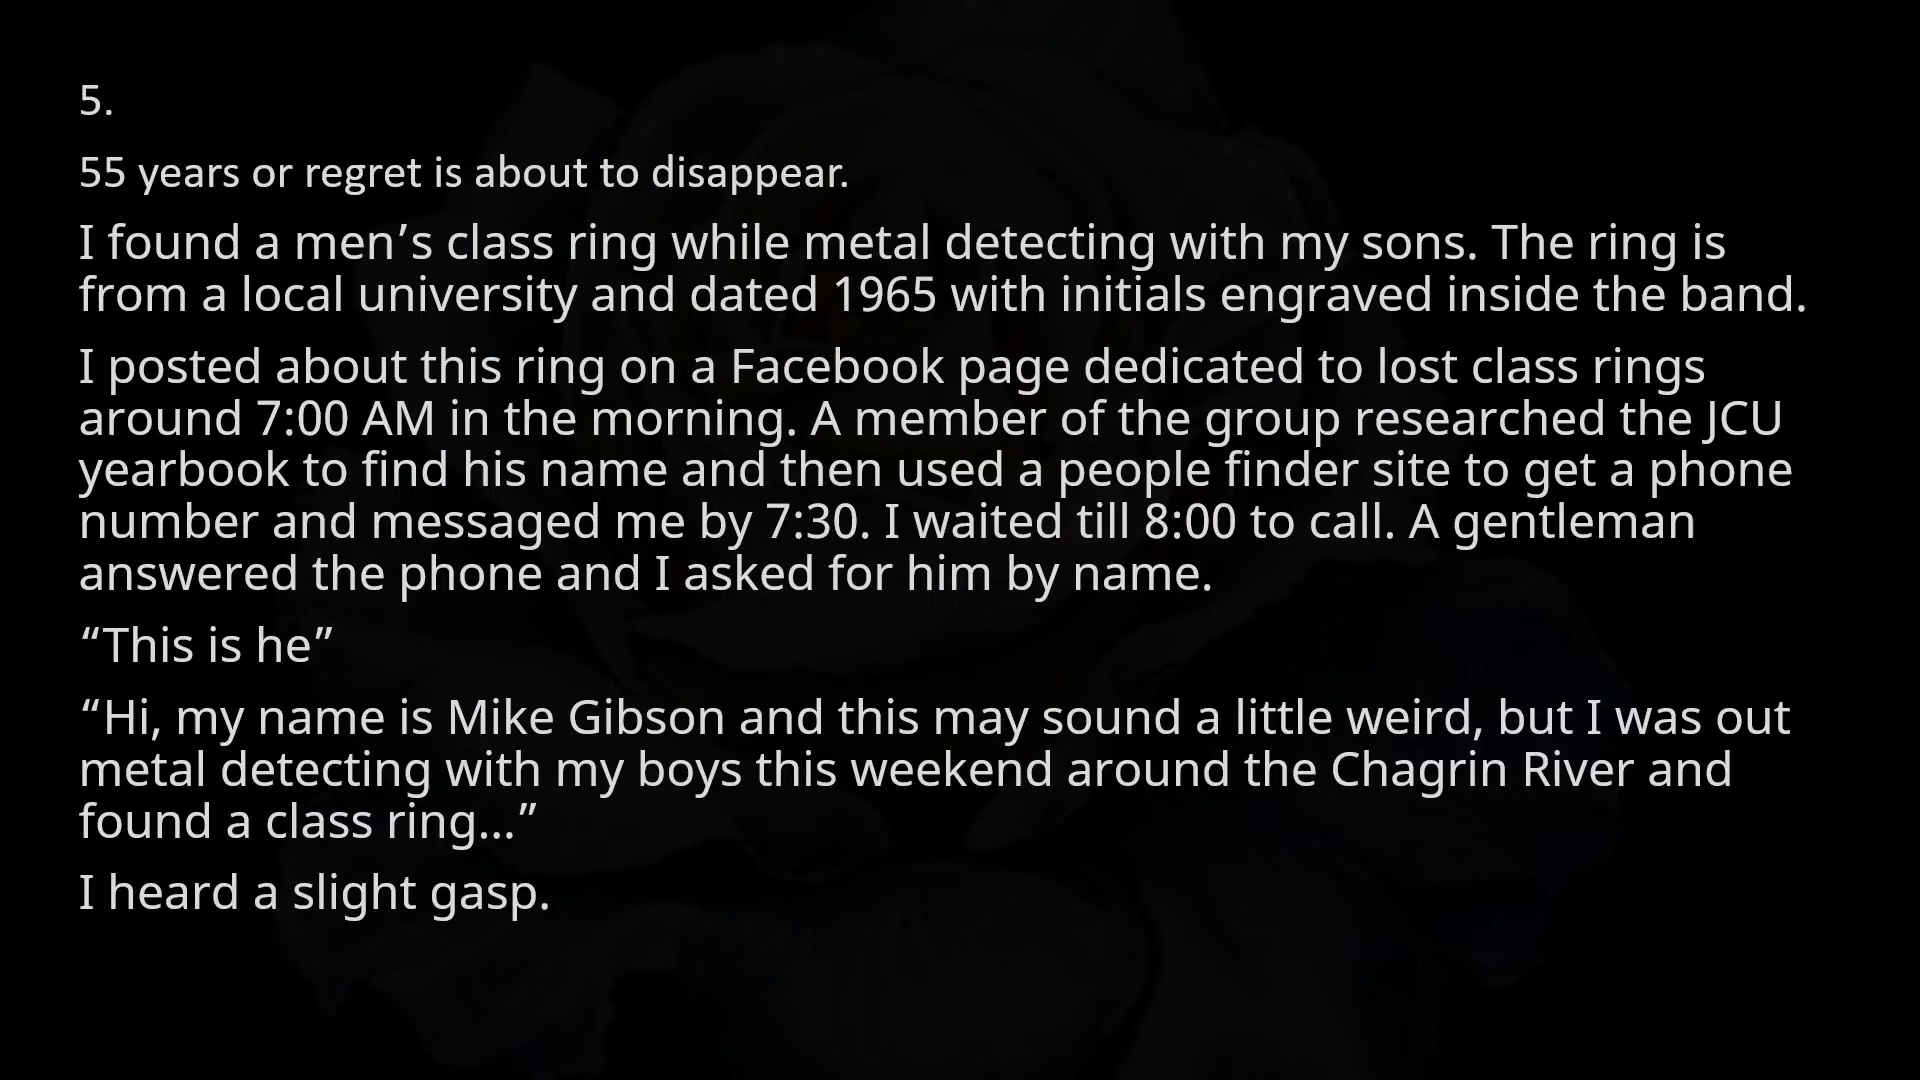 5.
55 years or regret is about to disappear.
I found a men’s class ring while metal detecting with my sons. The ring is
from a local university and dated 1965 with initials engraved inside the band.
I posted about this ring on a Facebook page dedicated to lost class rings
around 7:00 AM in the morning. A member of the group researched the JCU
yearbook to find his name and then used a people finder site to get a phone
number and messaged me by 7:30. I waited till 8:00 to call. A gentleman
answered the phone and I asked for him by name.
“This is he”
“Hi, my name is Mike Gibson and this may sound a little weird, but I was out
metal detecting with my boys this weekend around the Chagrin River and
found a class ring…”
I heard a slight gasp.